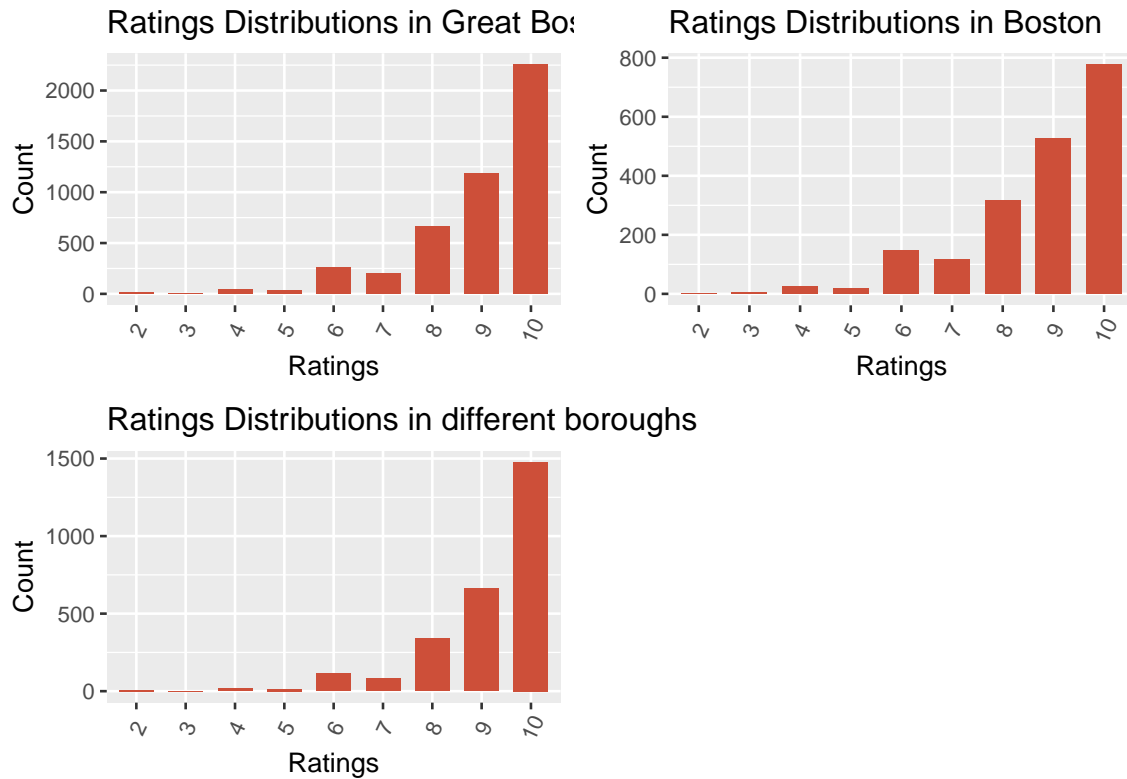 Ratings Distributions in Great Bos
Count
2000
1500
1000
500
0
2 3 4 5 6 7 8 9 10
Ratings
Ratings Distributions in Boston
Count
800
600
400
200
0
2 3 4 5 6 7 8 9 10
Ratings
Ratings Distributions in different boroughs
Count
1500
1000
500
0
2 3 4 5 6 7 8 9 10
Ratings